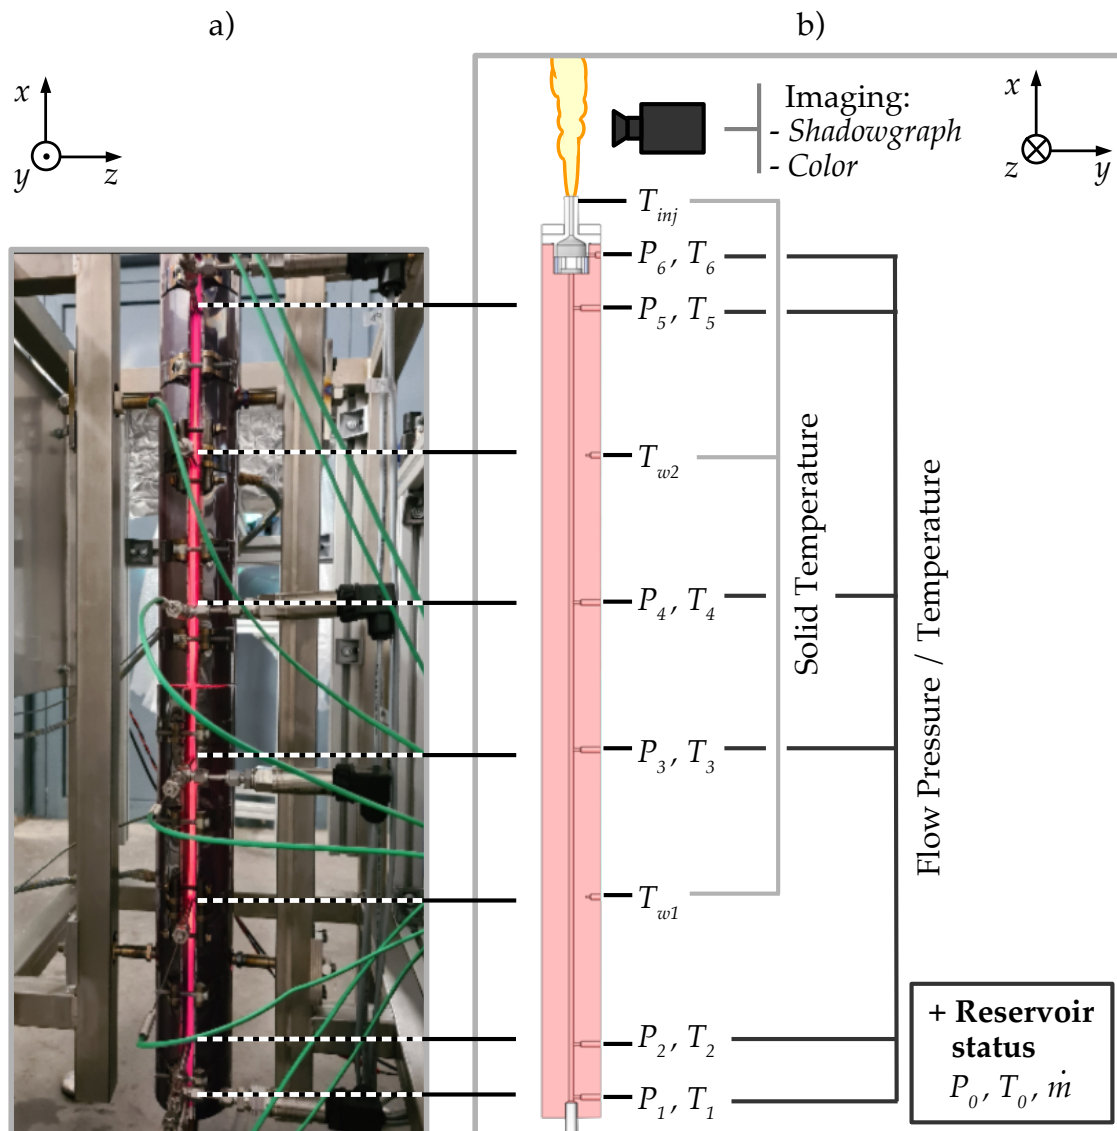 a)
b)
x
y
z
Imaging:
- Shadowgraph
- Color
x
z
y
T_inj
P_6, T_6
P_5, T_5
T_w2
P_4, T_4
P_3, T_3
T_w1
P_2, T_2
P_1, T_1
Solid Temperature
Flow Pressure / Temperature
+ Reservoir
status
P_0, T_0, ṁ